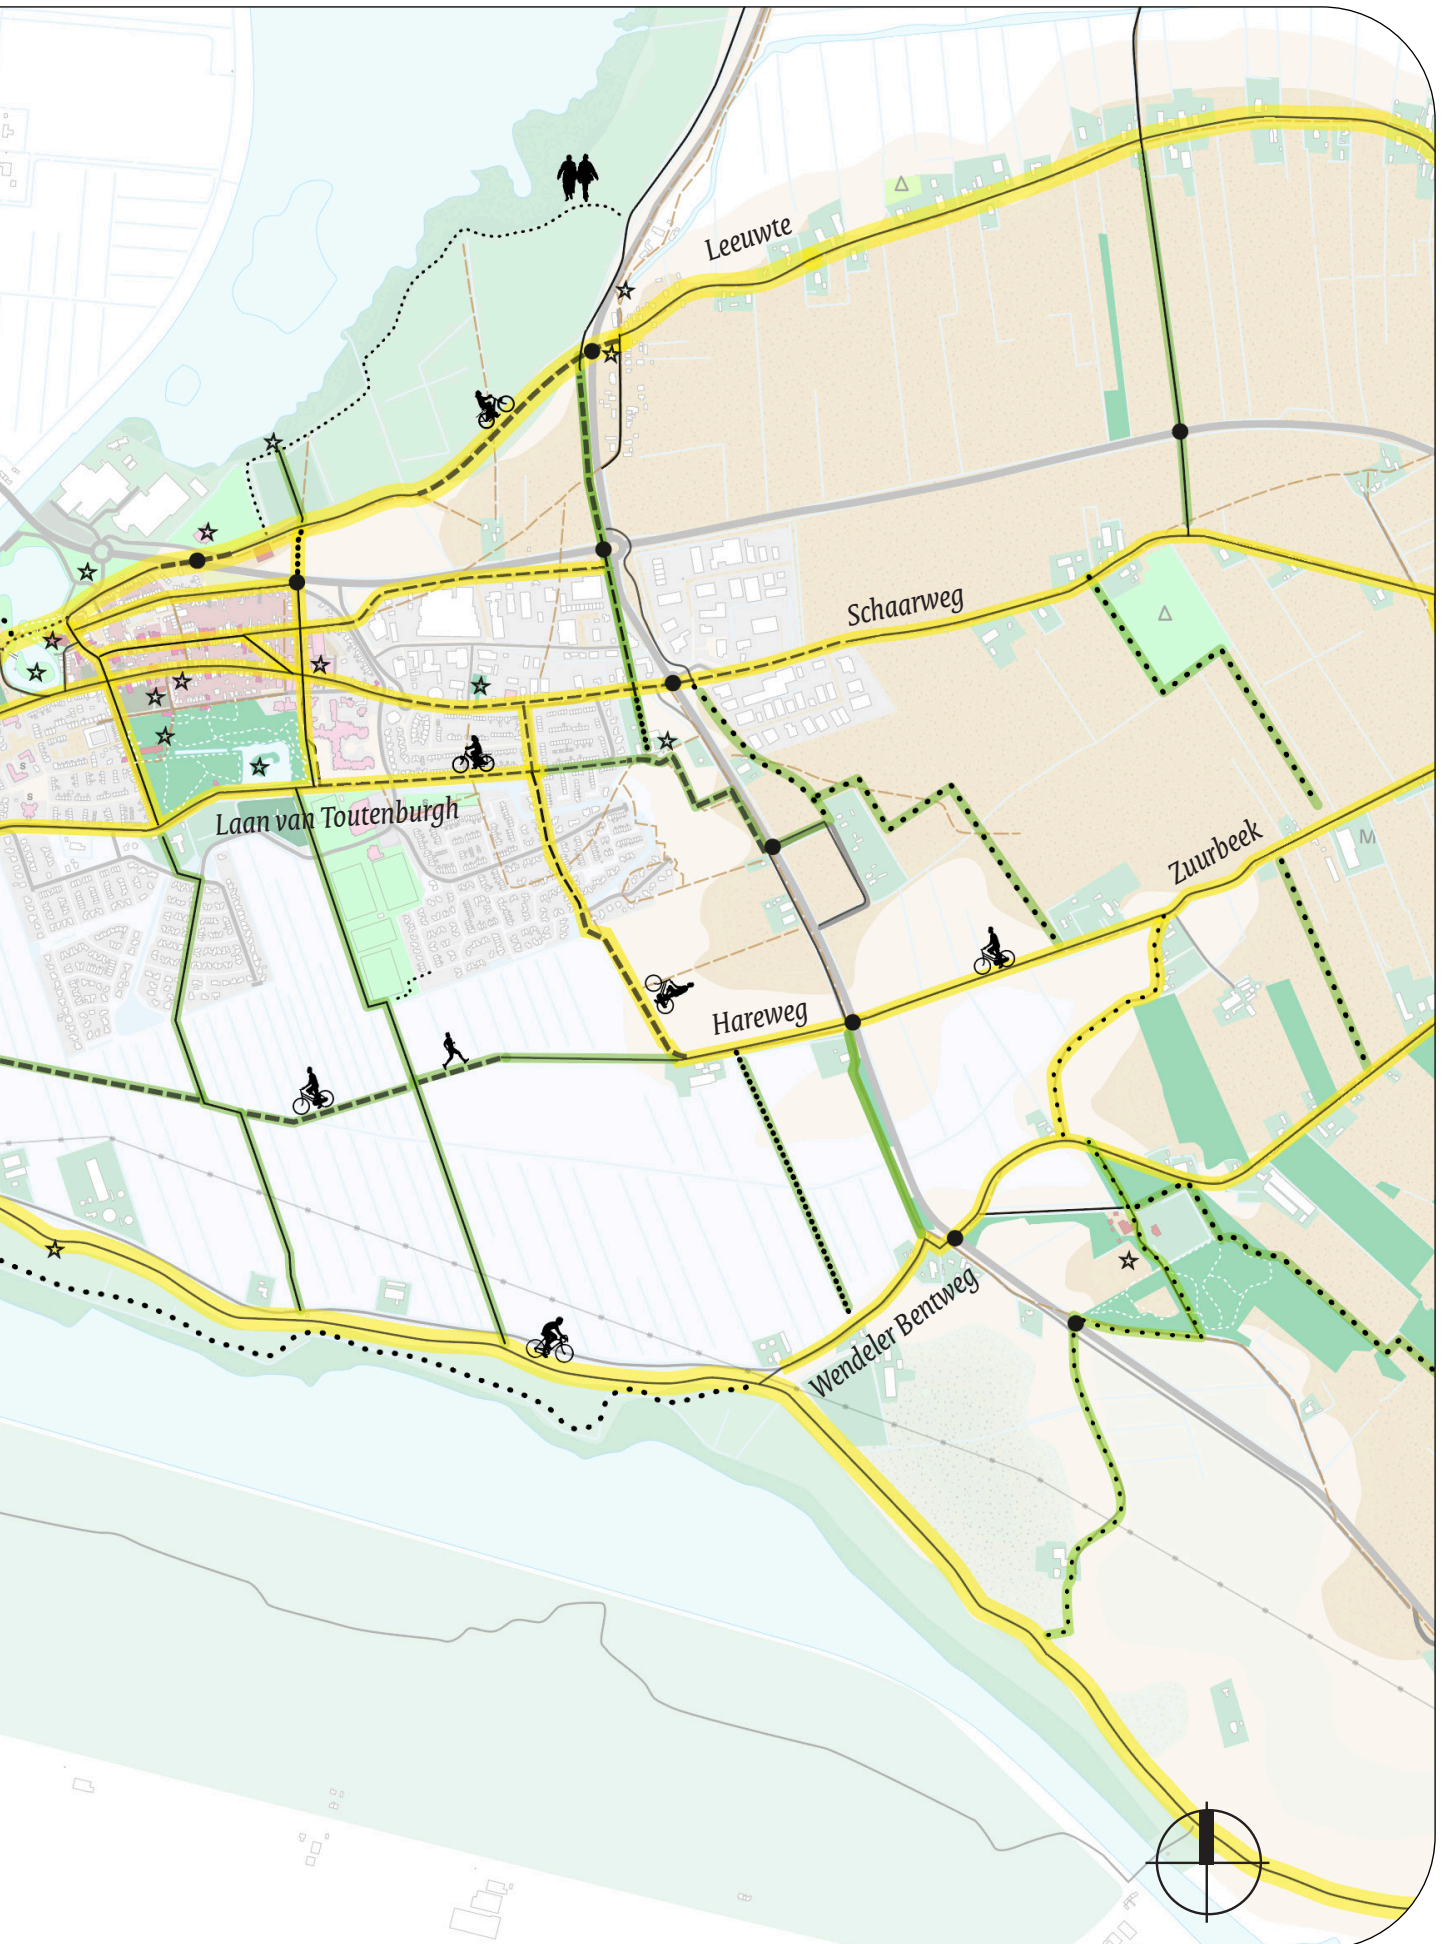 Leeuwte
Schaarweg
Laan van Toutenburgh
Zuurbeek
M
Hareweg
Wendeler Bentweg
S
S
S